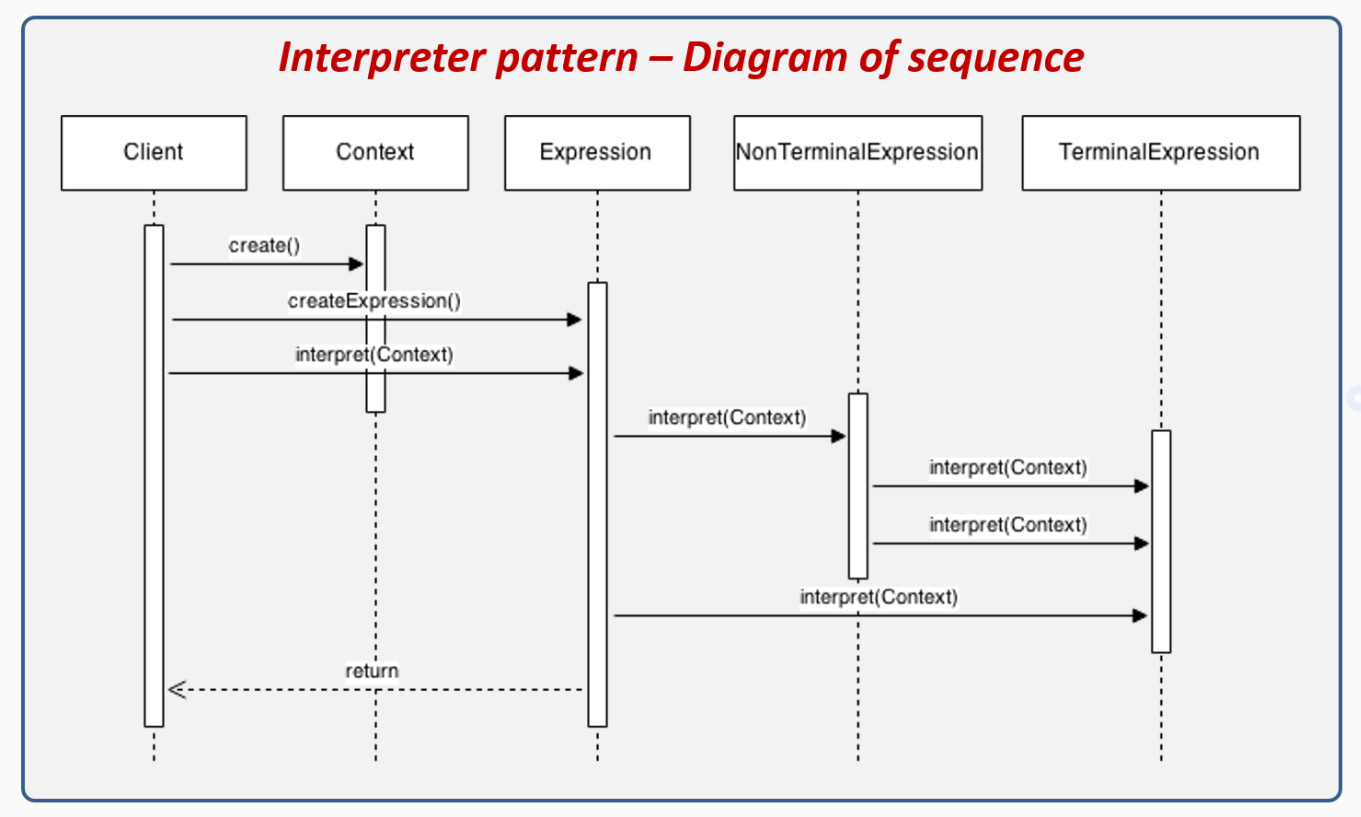 Interpreter pattern – Diagram of sequence
Client
Context
Expression
NonTerminalExpression
TerminalExpression
create()
createExpression()
interpret(Context)
interpret(Context)
interpret(Context)
interpret(Context)
interpret(Context)
return